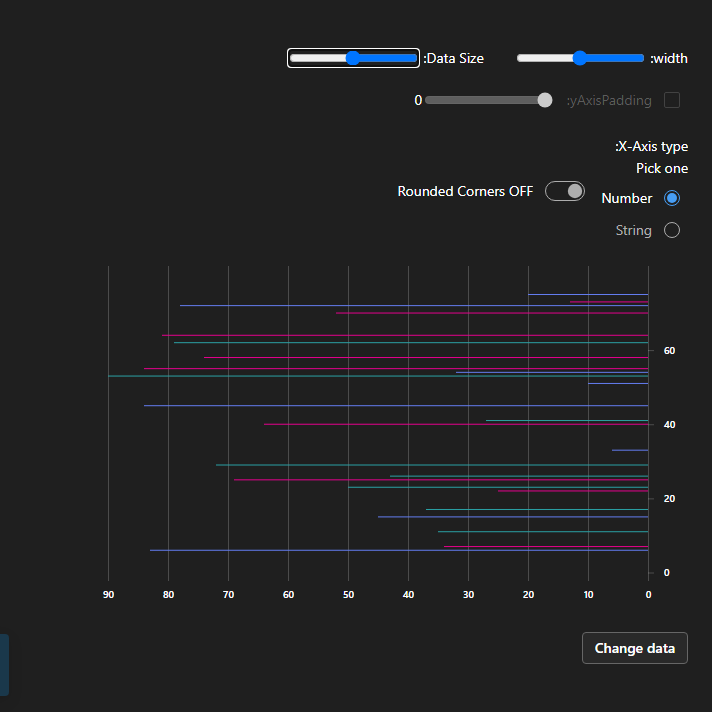 :width
:Data Size
:yAxisPadding
0
:X-Axis type
Pick one
Number
Rounded Corners OFF
String
60
40
20
0
90 80 70 60 50 40 30 20 10 0
Change data